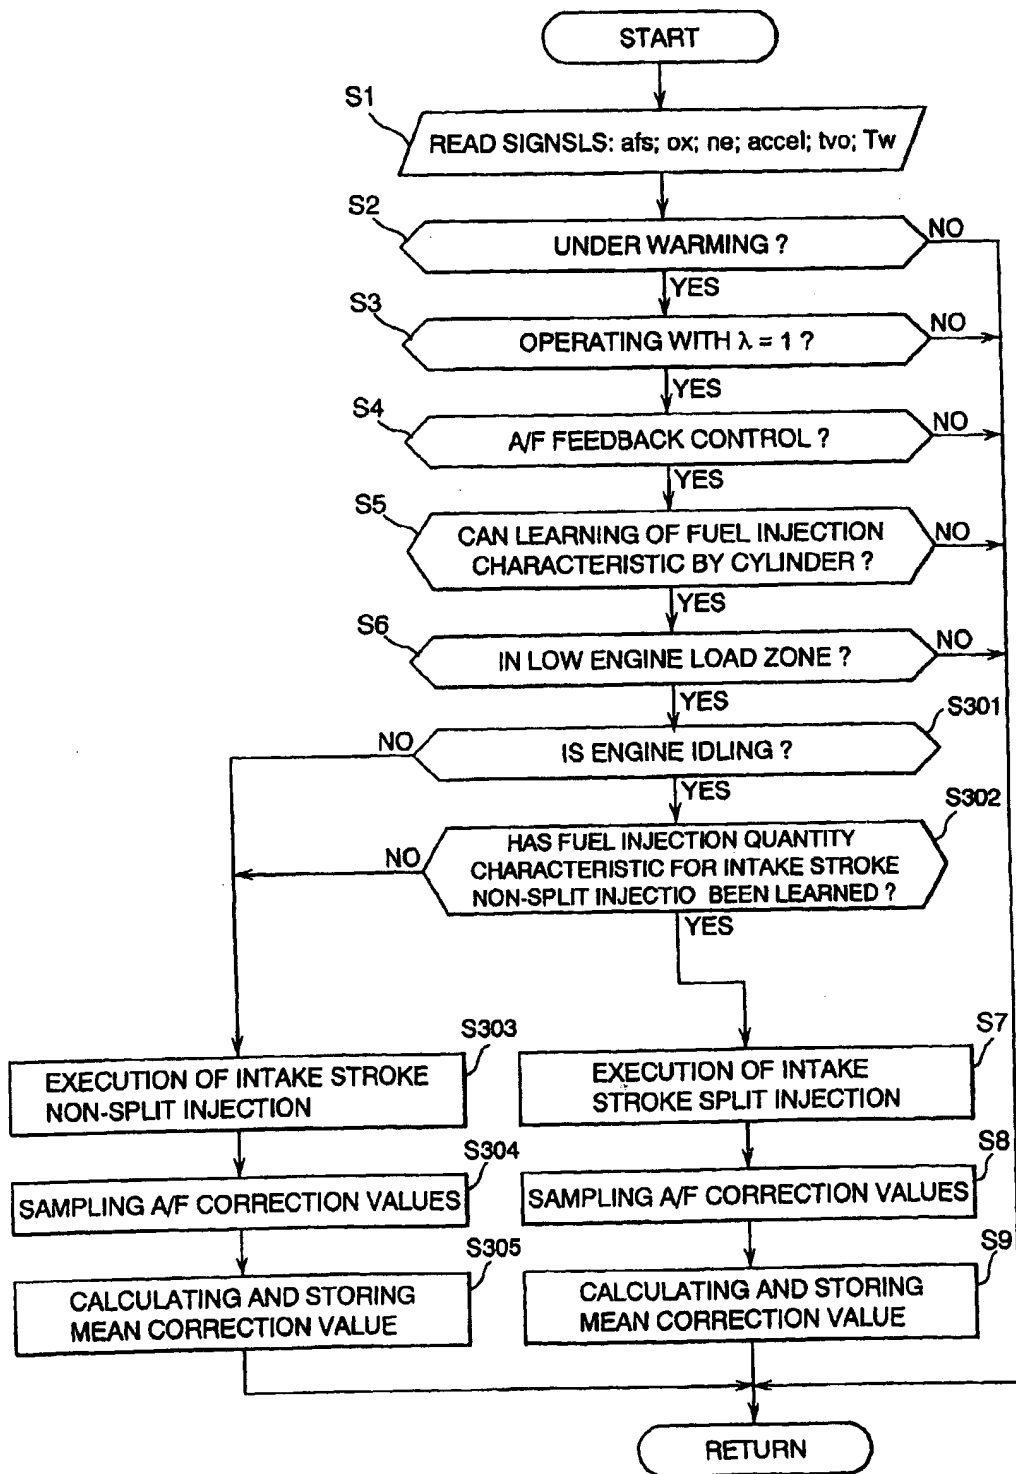 START
S1
READ SIGNSLS: afs; ox; ne; accel; tvo; Tw
S2
UNDER WARMING ?
NO
YES
S3
OPERATING WITH λ = 1 ?
NO
YES
S4
A/F FEEDBACK CONTROL ?
NO
YES
S5
CAN LEARNING OF FUEL INJECTION
CHARACTERISTIC BY CYLINDER ?
NO
YES
S6
IN LOW ENGINE LOAD ZONE ?
NO
YES
S301
NO
IS ENGINE IDLING ?
YES
S302
HAS FUEL INJECTION QUANTITY
CHARACTERISTIC FOR INTAKE STROKE
NON-SPLIT INJECTIO BEEN LEARNED ?
NO
YES
S303
EXECUTION OF INTAKE STROKE
NON-SPLIT INJECTION
S7
EXECUTION OF INTAKE
STROKE SPLIT INJECTION
S304
SAMPLING A/F CORRECTION VALUES
S8
SAMPLING A/F CORRECTION VALUES
S305
CALCULATING AND STORING
MEAN CORRECTION VALUE
S9
CALCULATING AND STORING
MEAN CORRECTION VALUE
RETURN